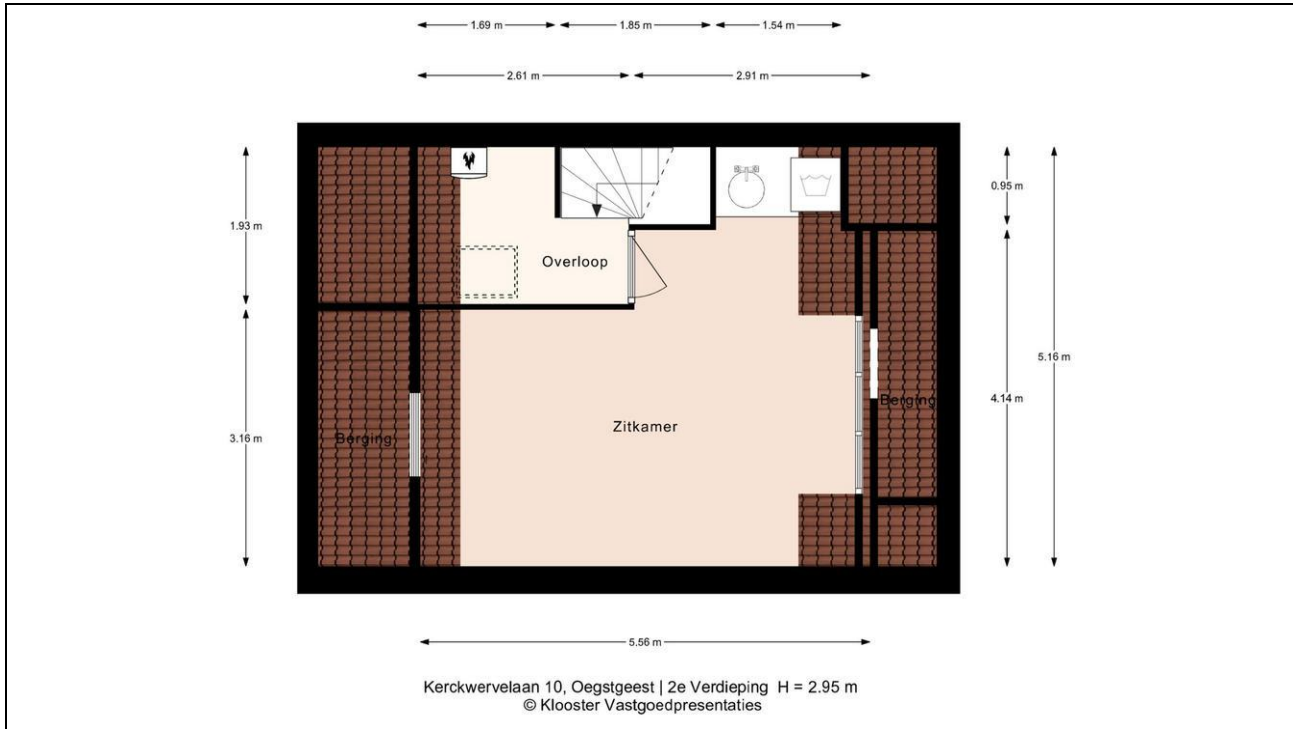 1.69 m
1.85 m
1.54 m
2.61 m
2.91 m
1.93 m
0.95 m
Overloop
5.16 m
4.14 m
Berging
Zitkamer
3.16 m
Berging
5.56 m
Kerckwervelaan 10, Oegstgeest | 2e Verdieping H = 2.95 m
© Klooster Vastgoedpresentaties